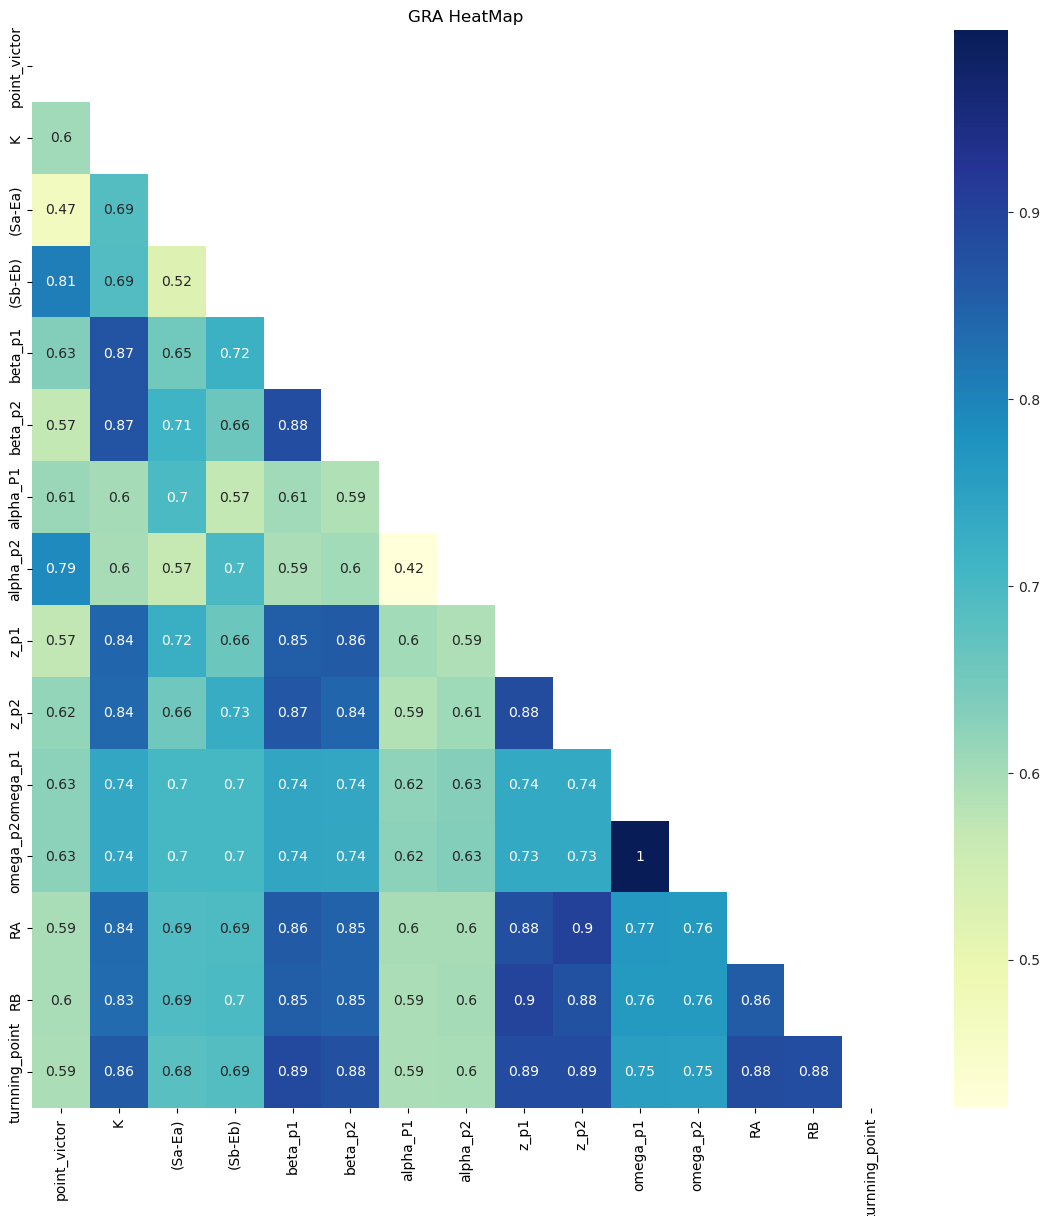 GRA HeatMap
point_victor
K 0.6
(Sa-Ea) 0.47 0.69
(Sb-Eb) 0.81 0.69 0.52
beta_p1 0.63 0.87 0.65 0.72
beta_p2 0.57 0.87 0.71 0.66 0.88
alpha_P1 0.61 0.6 0.7 0.57 0.61 0.59
alpha_p2 0.79 0.6 0.57 0.7 0.59 0.6 0.42
z_p1 0.57 0.84 0.72 0.66 0.85 0.86 0.6 0.59
z_p2 0.62 0.84 0.66 0.73 0.87 0.84 0.59 0.61 0.88
omega_p1 0.63 0.74 0.7 0.7 0.74 0.74 0.62 0.63 0.74 0.74
omega_p2 0.63 0.74 0.7 0.7 0.74 0.74 0.62 0.63 0.73 0.73 1
RA 0.59 0.84 0.69 0.69 0.86 0.85 0.6 0.6 0.88 0.9 0.77 0.76
RB 0.6 0.83 0.69 0.7 0.85 0.85 0.59 0.6 0.9 0.88 0.76 0.76 0.86
turnning_point 0.59 0.86 0.68 0.69 0.89 0.88 0.59 0.6 0.89 0.89 0.75 0.75 0.88 0.88
point_victor K (Sa-Ea) (Sb-Eb) beta_p1 beta_p2 alpha_P1 alpha_p2 z_p1 z_p2 omega_p1 omega_p2 RA RB turnning_point
0.9
0.8
0.7
0.6
0.5